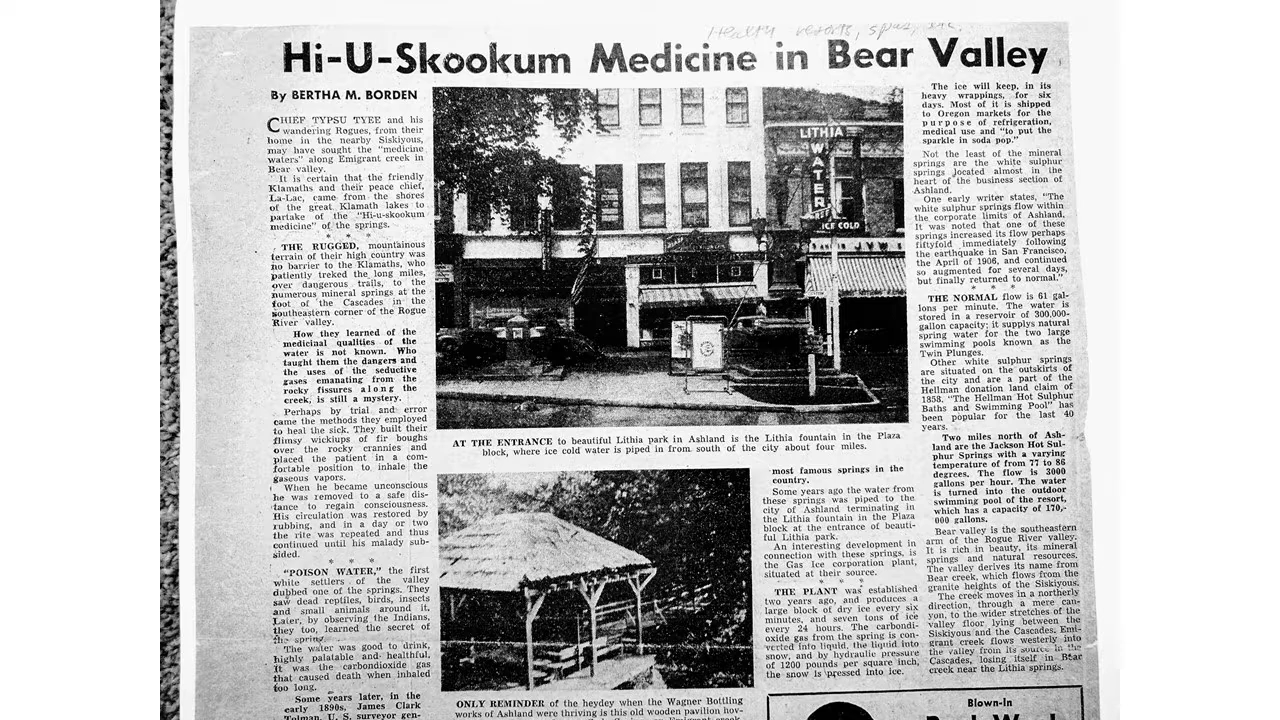 Health resorts, spas, etc.
Hi-U-Skookum Medicine in Bear Valley
By BERTHA M. BORDEN
CHIEF TYPSU TYEE and his
wandering Rogues, from their
home in the nearby Siskiyous,
may have sought the "medicine
waters" along Emigrant creek in
Bear valley.
It is certain that the friendly
Klamaths and their peace chief,
La-Lac, came from the shores
of the great Klamath lakes to
partake of the "Hi-u-skookum
medicine" of the springs.
* * *
THE RUGGED, mountainous
terrain of their high country was
no barrier to the Klamaths, who
patiently treked the long miles,
over dangerous trails, to the
numerous mineral springs at the
foot of the Cascades in the
southeastern corner of the Rogue
River valley.
How they learned of the
medicinal qualities of the
water is not known. Who
taught them the dangers and
the uses of the seductive
gases emanating from the
rocky fissures along the
creek, is still a mystery.
Perhaps by trial and error
came the methods they employed
to heal the sick. They built their
flimsy wickiups of fir boughs
over the rocky crannies and
placed the patient in a com-
fortable position to inhale the
gaseous vapors.
When he became unconscious
he was removed to a safe dis-
tance to regain consciousness.
His circulation was restored by
rubbing, and in a day or two
the rite was repeated and thus
continued until his malady sub-
sided.
* * *
"POISON WATER," the first
white settlers of the valley
dubbed one of the springs. They
saw dead reptiles, birds, insects
and small animals around it.
Later, by observing the Indians,
they too, learned the secret of
the spring.
The water was good to drink,
highly palatable and healthful.
It was the carbondioxide gas
that caused death when inhaled
too long.
Some years later, in the
early 1890s, James Clark
Tolman, U. S. surveyor gen-
LITHIA
WATER
ICE COLD
AT THE ENTRANCE to beautiful Lithia park in Ashland is the Lithia fountain in the Plaza
block, where ice cold water is piped in from south of the city about four miles.
ONLY REMINDER of the heydey when the Wagner Bottling
works of Ashland were thriving is this old wooden pavilion hov-
most famous springs in the
country.
Some years ago the water from
these springs was piped to the
city of Ashland terminating in
the Lithia fountain in the Plaza
block at the entrance of beauti-
ful Lithia park.
An interesting development in
connection with these springs, is
the Gas Ice corporation plant,
situated at their source.
* * *
THE PLANT was established
two years ago, and produces a
large block of dry ice every six
minutes, and seven tons of ice
every 24 hours. The carbondi-
oxide gas from the spring is con-
verted into liquid, the liquid into
snow, and by hydraulic pressure
of 1200 pounds per square inch,
the snow is pressed into ice.
The ice will keep, in its
heavy wrappings, for six
days. Most of it is shipped
to Oregon markets for the
purpose of refrigeration,
medical use and "to put the
sparkle in soda pop."
Not the least of the mineral
springs are the white sulphur
springs located almost in the
heart of the business section of
Ashland.
One early writer states, "The
white sulphur springs flow within
the corporate limits of Ashland.
It was noted that one of these
springs increased its flow perhaps
fiftyfold immediately following
the earthquake in San Francisco,
the April of 1906, and continued
so augmented for several days,
but finally returned to normal."
* * *
THE NORMAL flow is 61 gal-
lons per minute. The water is
stored in a reservoir of 300,000-
gallon capacity; it supplys natural
spring water for the two large
swimming pools known as the
Twin Plunges.
Other white sulphur springs
are situated on the outskirts of
the city and are a part of the
Hellman donation land claim of
1858. "The Hellman Hot Sulphur
Baths and Swimming Pool" has
been popular for the last 40
years.
Two miles north of Ash-
land are the Jackson Hot Sul-
phur Springs with a varying
temperature of from 77 to 86
degrees. The flow is 3000
gallons per hour. The water
is turned into the outdoor
swimming pool of the resort,
which has a capacity of 170,-
000 gallons.
Bear valley is the southeastern
arm of the Rogue River valley.
It is rich in beauty, its mineral
springs and natural resources.
The valley derives its name from
Bear creek, which flows from the
granite heights of the Siskiyous.
The creek moves in a northerly
direction, through a mere can-
yon, to the wider stretches of the
valley floor lying between the
Siskiyous and the Cascades. Emi-
grant creek flows westerly into
the valley from its source in the
Cascades, losing itself in Bear
creek near the Lithia springs.
Blown-In